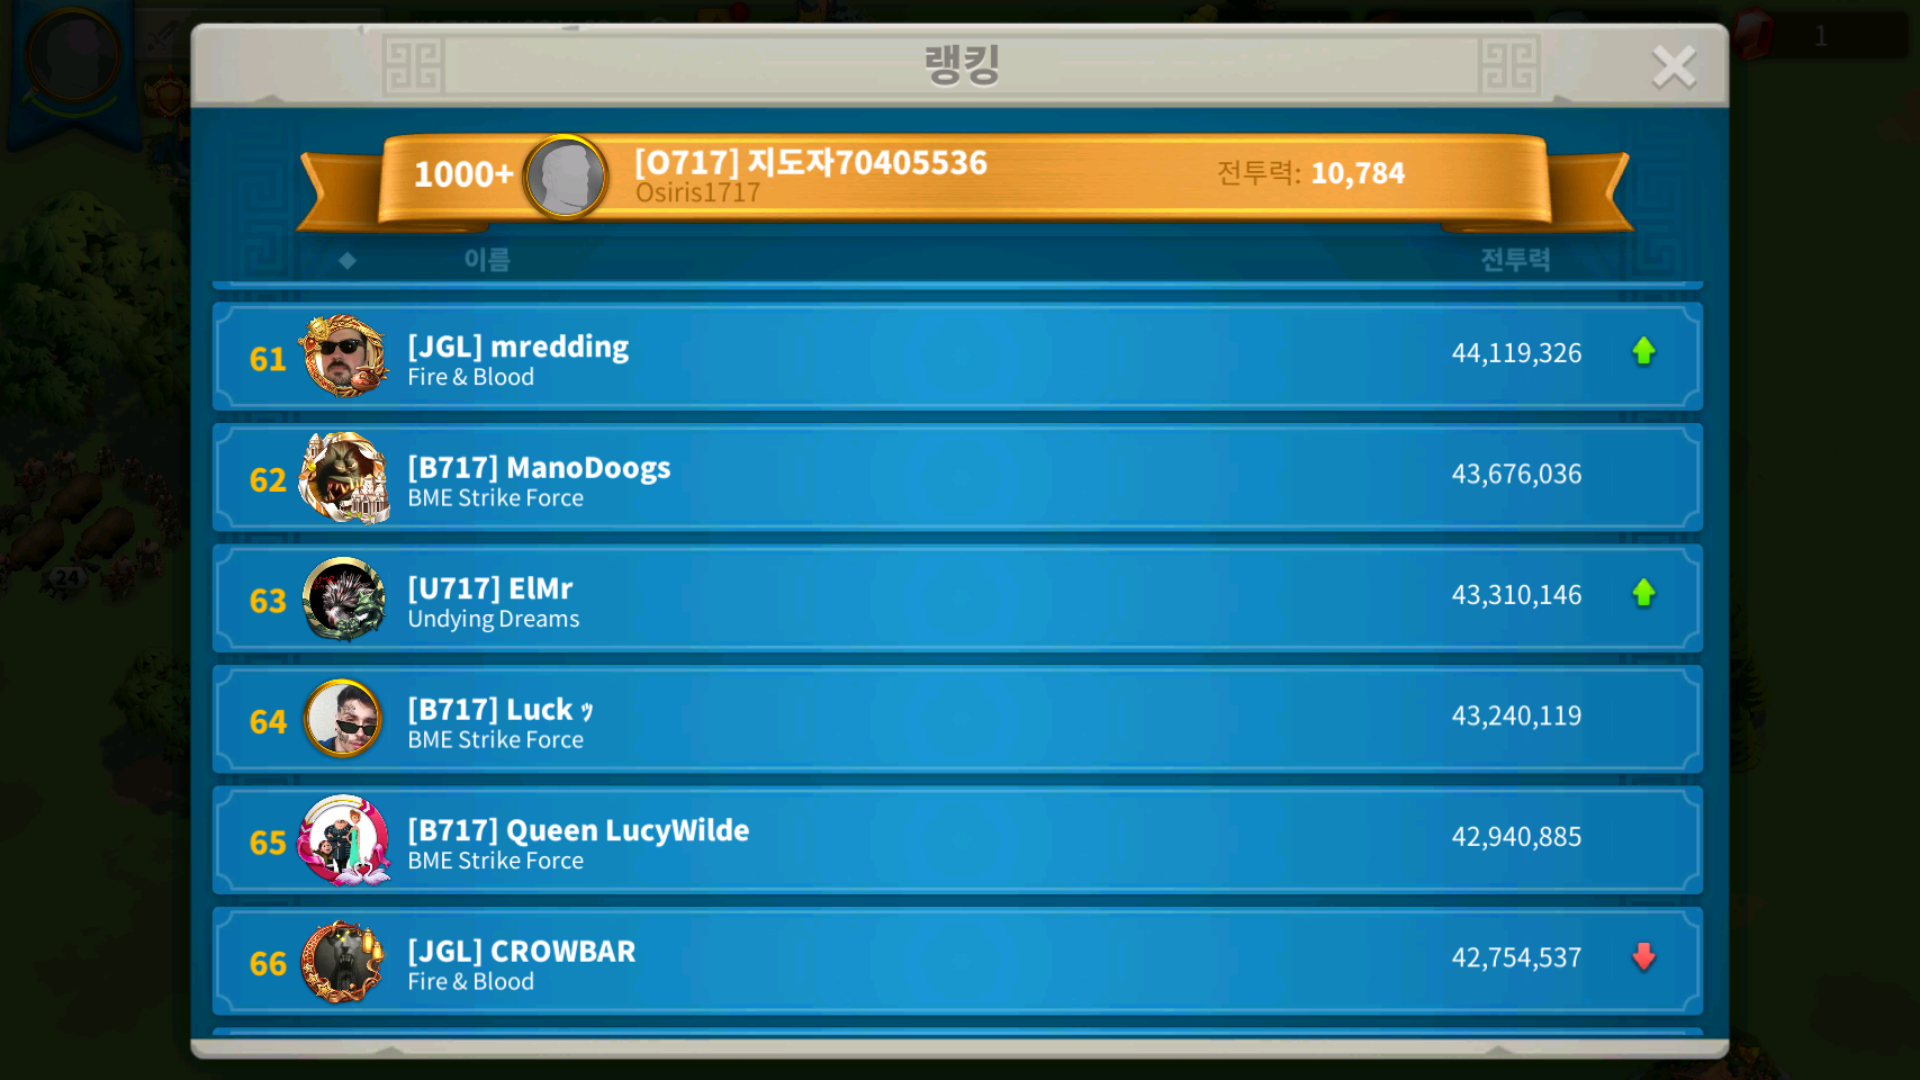 랭킹
1
1000+
[O717] 지도자70405536
Osiris1717
전투력: 10,784
이름
전투력
61
[JGL] mredding
Fire & Blood
44,119,326
62
[B717] ManoDoogs
BME Strike Force
43,676,036
63
[U717] ElMr
Undying Dreams
43,310,146
64
[B717] Luck ッ
BME Strike Force
43,240,119
65
[B717] Queen LucyWilde
BME Strike Force
42,940,885
66
[JGL] CROWBAR
Fire & Blood
42,754,537
24